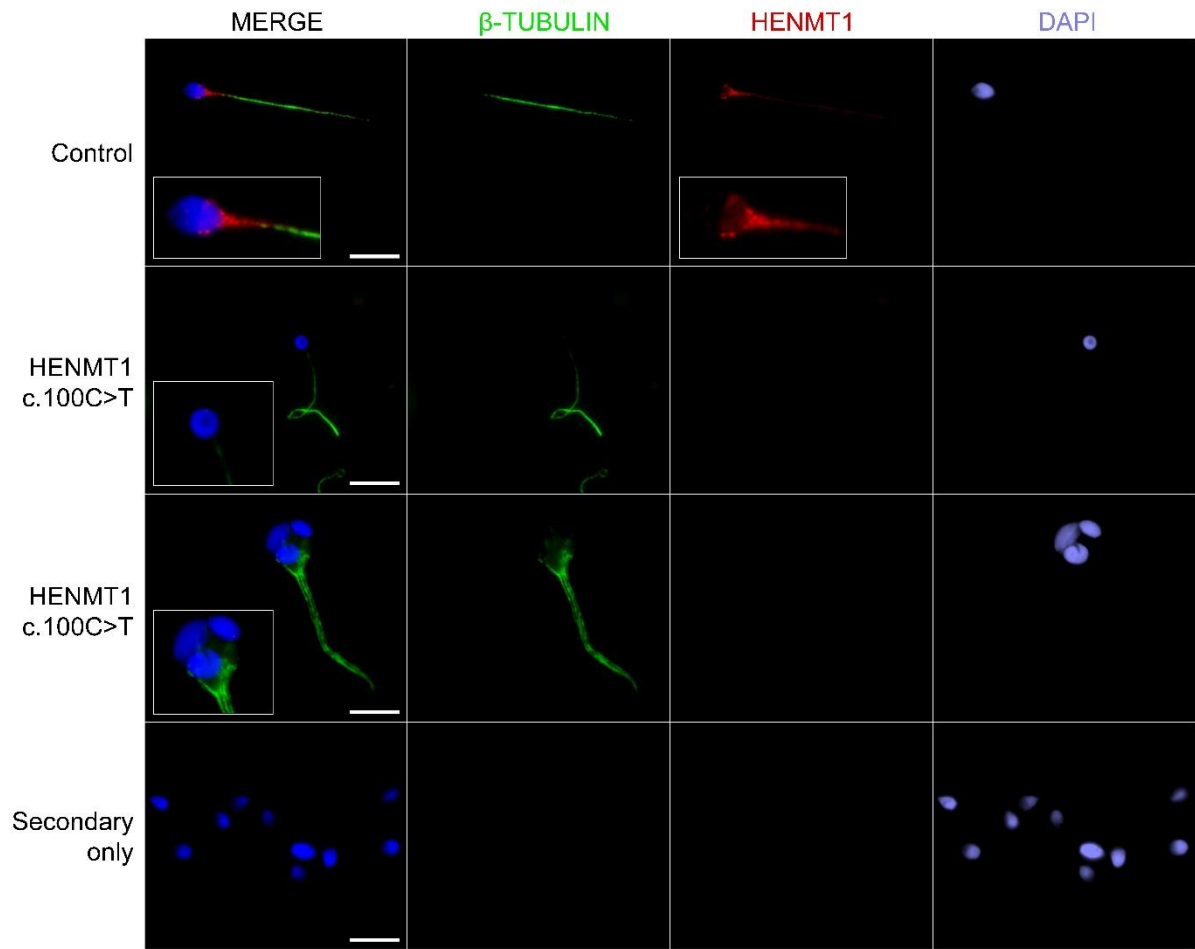 MERGE
β-TUBULIN
HENMT1
DAPI
Control
HENMT1
c.100C>T
HENMT1
c.100C>T
Secondary
only